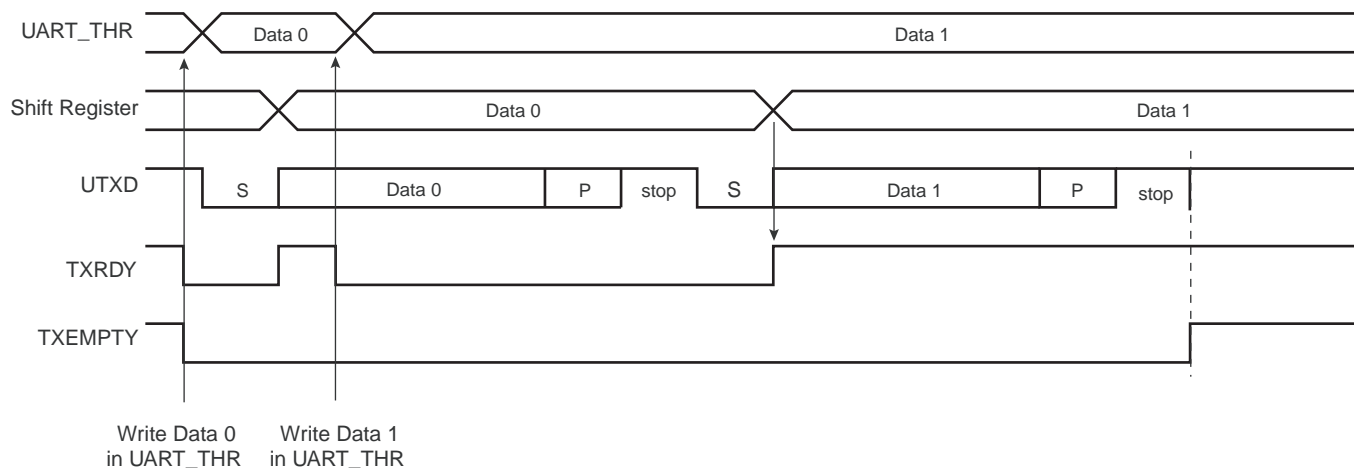 UART_THR Data 0 Data 1
Shift Register Data 0 Data 1
UTXD S Data 0 P stop S Data 1 P stop
TXRDY
TXEMPTY
Write Data 0 Write Data 1
in UART_THR in UART_THR